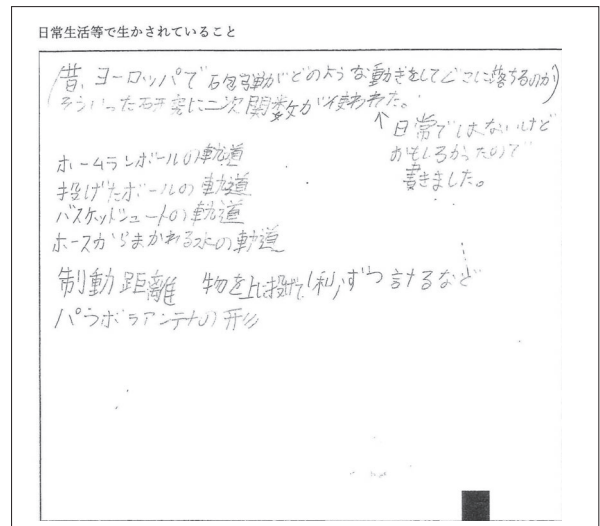 日常生活等で生かされていること
(昔、ヨーロッパで砲弾がどのような動きをしてどこに落ちるのか)
そういった研究に二次関数が使われた。
↑日常ではないけど
おもしろかったので
書きました。
ホームランボールの軌道
投げたボールの軌道
バスケットシュートの軌道
ホースからまかれる水の軌道
制動距離 物を上に投げて1秒ずつ計るなど
パラボラアンテナの形